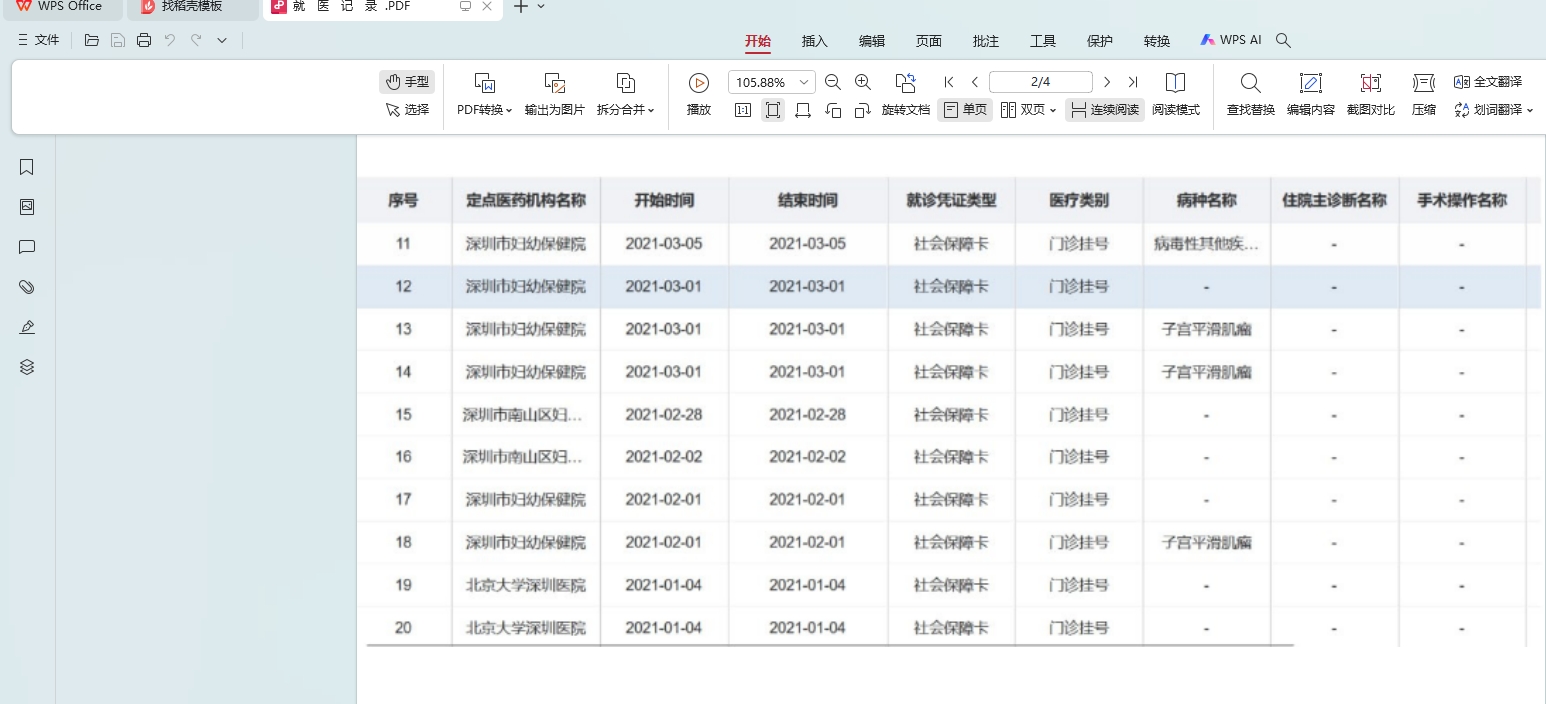 WPS Office 找稻壳模板 就 医 记 录 .PDF
文件 开始 插入 编辑 页面 批注 工具 保护 转换 WPS AI
手型 105.88% 2/4 全文翻译
选择 PDF转换 输出为图片 拆分合并 播放 1:1 旋转文档 单页 双页 连续阅读 阅读模式 查找替换 编辑内容 截图对比 压缩 划词翻译
序号 定点医药机构名称 开始时间 结束时间 就诊凭证类型 医疗类别 病种名称 住院主诊断名称 手术操作名称
11 深圳市妇幼保健院 2021-03-05 2021-03-05 社会保障卡 门诊挂号 病毒性其他疾... - -
12 深圳市妇幼保健院 2021-03-01 2021-03-01 社会保障卡 门诊挂号 - - -
13 深圳市妇幼保健院 2021-03-01 2021-03-01 社会保障卡 门诊挂号 子宫平滑肌瘤 - -
14 深圳市妇幼保健院 2021-03-01 2021-03-01 社会保障卡 门诊挂号 子宫平滑肌瘤 - -
15 深圳市南山区妇... 2021-02-28 2021-02-28 社会保障卡 门诊挂号 - - -
16 深圳市南山区妇... 2021-02-02 2021-02-02 社会保障卡 门诊挂号 - - -
17 深圳市妇幼保健院 2021-02-01 2021-02-01 社会保障卡 门诊挂号 - - -
18 深圳市妇幼保健院 2021-02-01 2021-02-01 社会保障卡 门诊挂号 子宫平滑肌瘤 - -
19 北京大学深圳医院 2021-01-04 2021-01-04 社会保障卡 门诊挂号 - - -
20 北京大学深圳医院 2021-01-04 2021-01-04 社会保障卡 门诊挂号 - - -